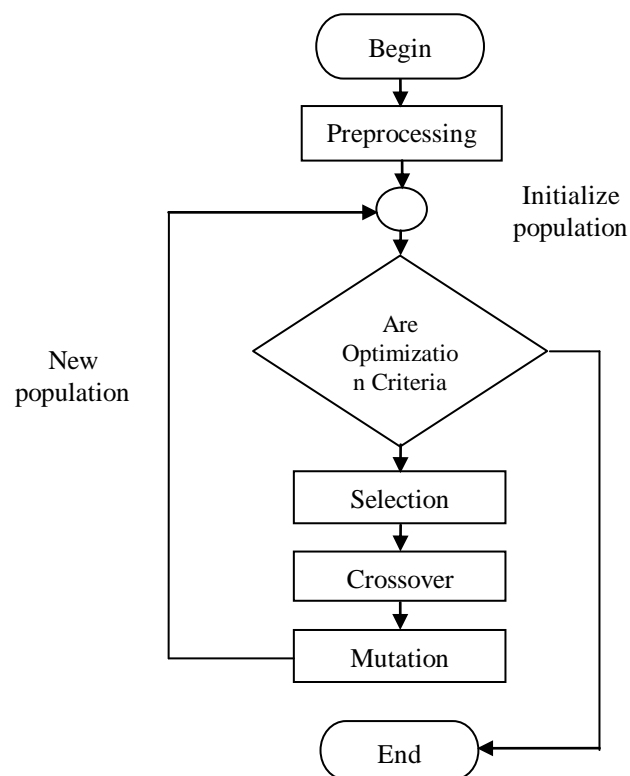 Begin
Preprocessing
Initialize
population
Are
Optimizatio
n Criteria
New
population
Selection
Crossover
Mutation
End